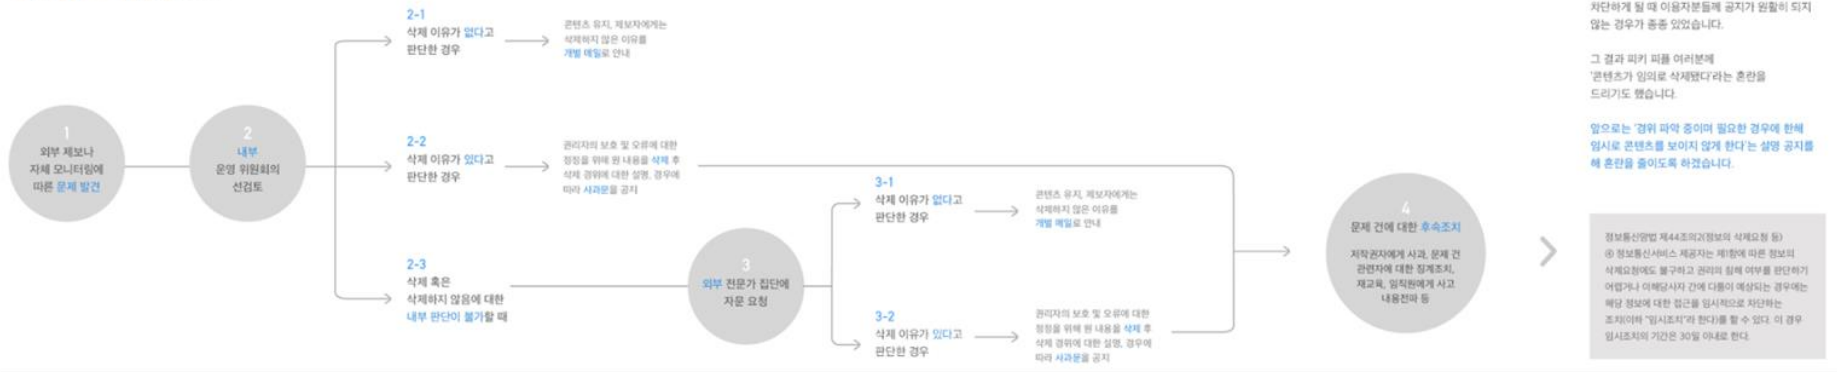 1
외부 제보나
자체 모니터링에
따른 문제 발견
2
내부
운영 위원회의
선검토
2-1
삭제 이유가 없다고
판단한 경우
콘텐츠 유지, 제보자에게는
삭제하지 않은 이유를
개별 메일로 안내
2-2
삭제 이유가 있다고
판단한 경우
권리자의 보호 및 오류에 대한
정정을 위해 원 내용을 삭제 후
삭제 경위에 대한 설명, 경우에
따라 사과문을 공지
2-3
삭제 혹은
삭제하지 않음에 대한
내부 판단이 불가할 때
3
외부 전문가 집단에
자문 요청
3-1
삭제 이유가 없다고
판단한 경우
콘텐츠 유지, 제보자에게는
삭제하지 않은 이유를
개별 메일로 안내
3-2
삭제 이유가 있다고
판단한 경우
권리자의 보호 및 오류에 대한
정정을 위해 원 내용을 삭제 후
삭제 경위에 대한 설명, 경우에
따라 사과문을 공지
4
문제 건에 대한 후속조치
저작권자에게 사과, 문제 건
관련자에 대한 징계조치,
재교육, 임직원에게 사고
내용전파 등
차단하게 될 때 이용자분들께 공지가 원활히 되지
않는 경우가 종종 있었습니다.
그 결과 피키 피플 여러분께
'콘텐츠가 임의로 삭제됐다'라는 혼란을
드리기도 했습니다.
앞으로는 '경위 파악 중이며 필요한 경우에 한해
임시로 콘텐츠를 보이지 않게 한다'는 설명 공지를
해 혼란을 줄이도록 하겠습니다.
정보통신망법 제44조의2(정보의 삭제요청 등)
④ 정보통신서비스 제공자는 제1항에 따른 정보의
삭제요청에도 불구하고 권리의 침해 여부를 판단하기
어렵거나 이해당사자 간에 다툼이 예상되는 경우에는
해당 정보에 대한 접근을 임시적으로 차단하는
조치(이하 "임시조치"라 한다)를 할 수 있다. 이 경우
임시조치의 기간은 30일 이내로 한다.